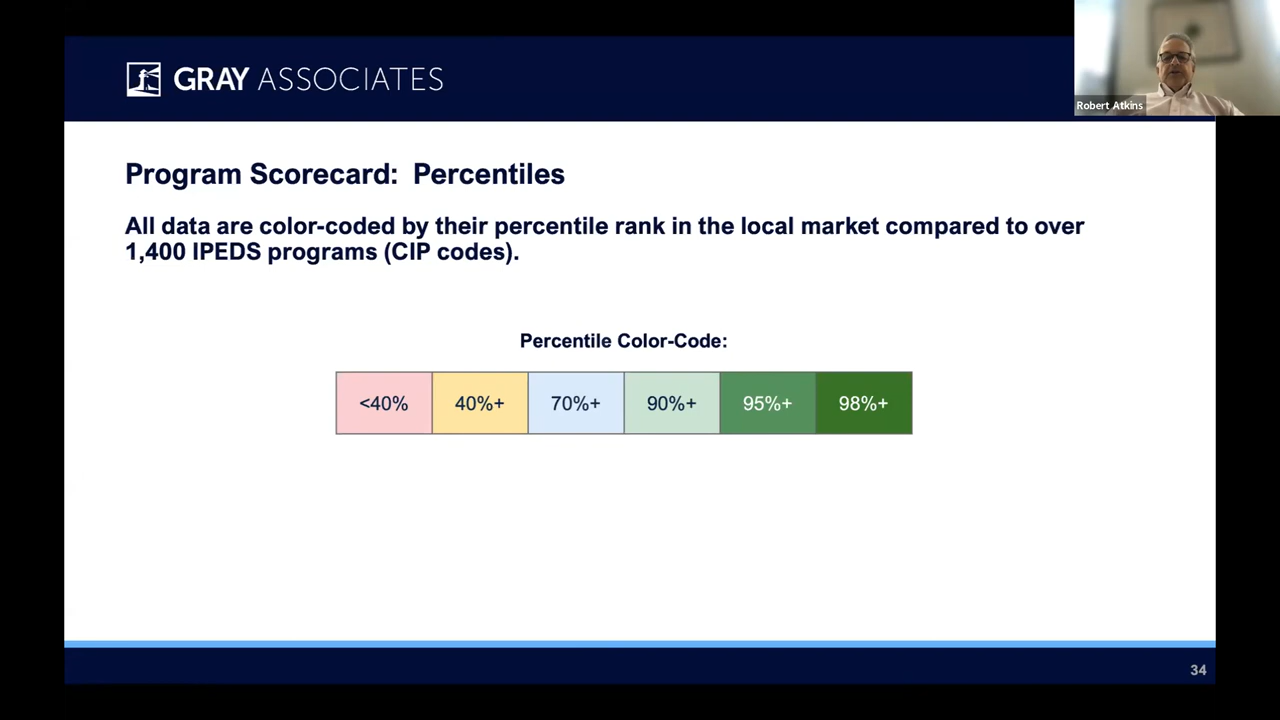 GRAY ASSOCIATES
Robert Atkins
Program Scorecard: Percentiles
All data are color-coded by their percentile rank in the local market compared to over
1,400 IPEDS programs (CIP codes).
Percentile Color-Code:
<40% 40%+ 70%+ 90%+ 95%+ 98%+
34